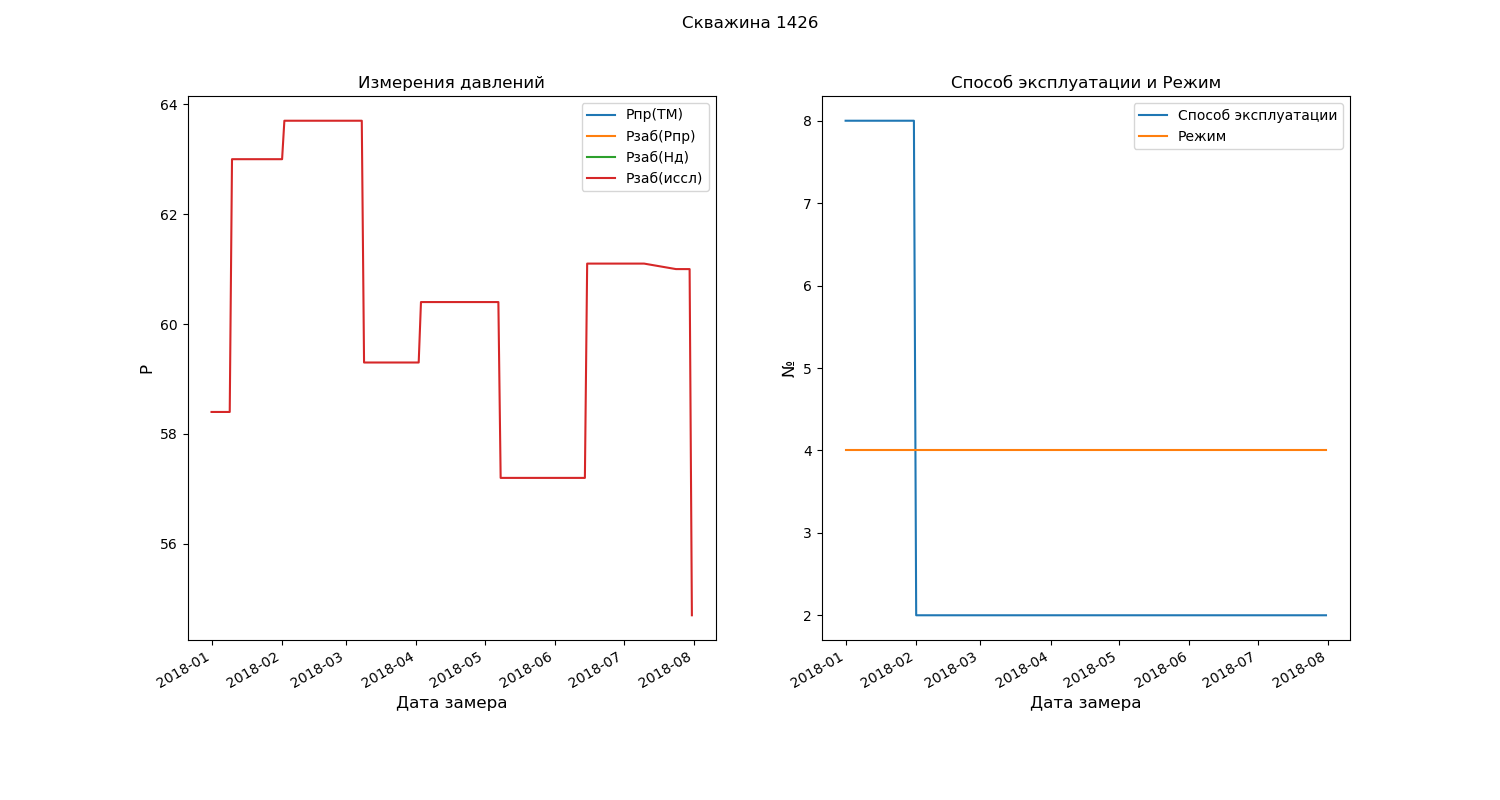 Скважина 1426
Измерения давлений
64
62
60
58
56
P
Рпр(ТМ)
Рзаб(Рпр)
Рзаб(Нд)
Рзаб(иссл)
2018-01
2018-02
2018-03
2018-04
2018-05
2018-06
2018-07
2018-08
Дата замера
Способ эксплуатации и Режим
8
7
6
5
4
3
2
№
Способ эксплуатации
Режим
2018-01
2018-02
2018-03
2018-04
2018-05
2018-06
2018-07
2018-08
Дата замера